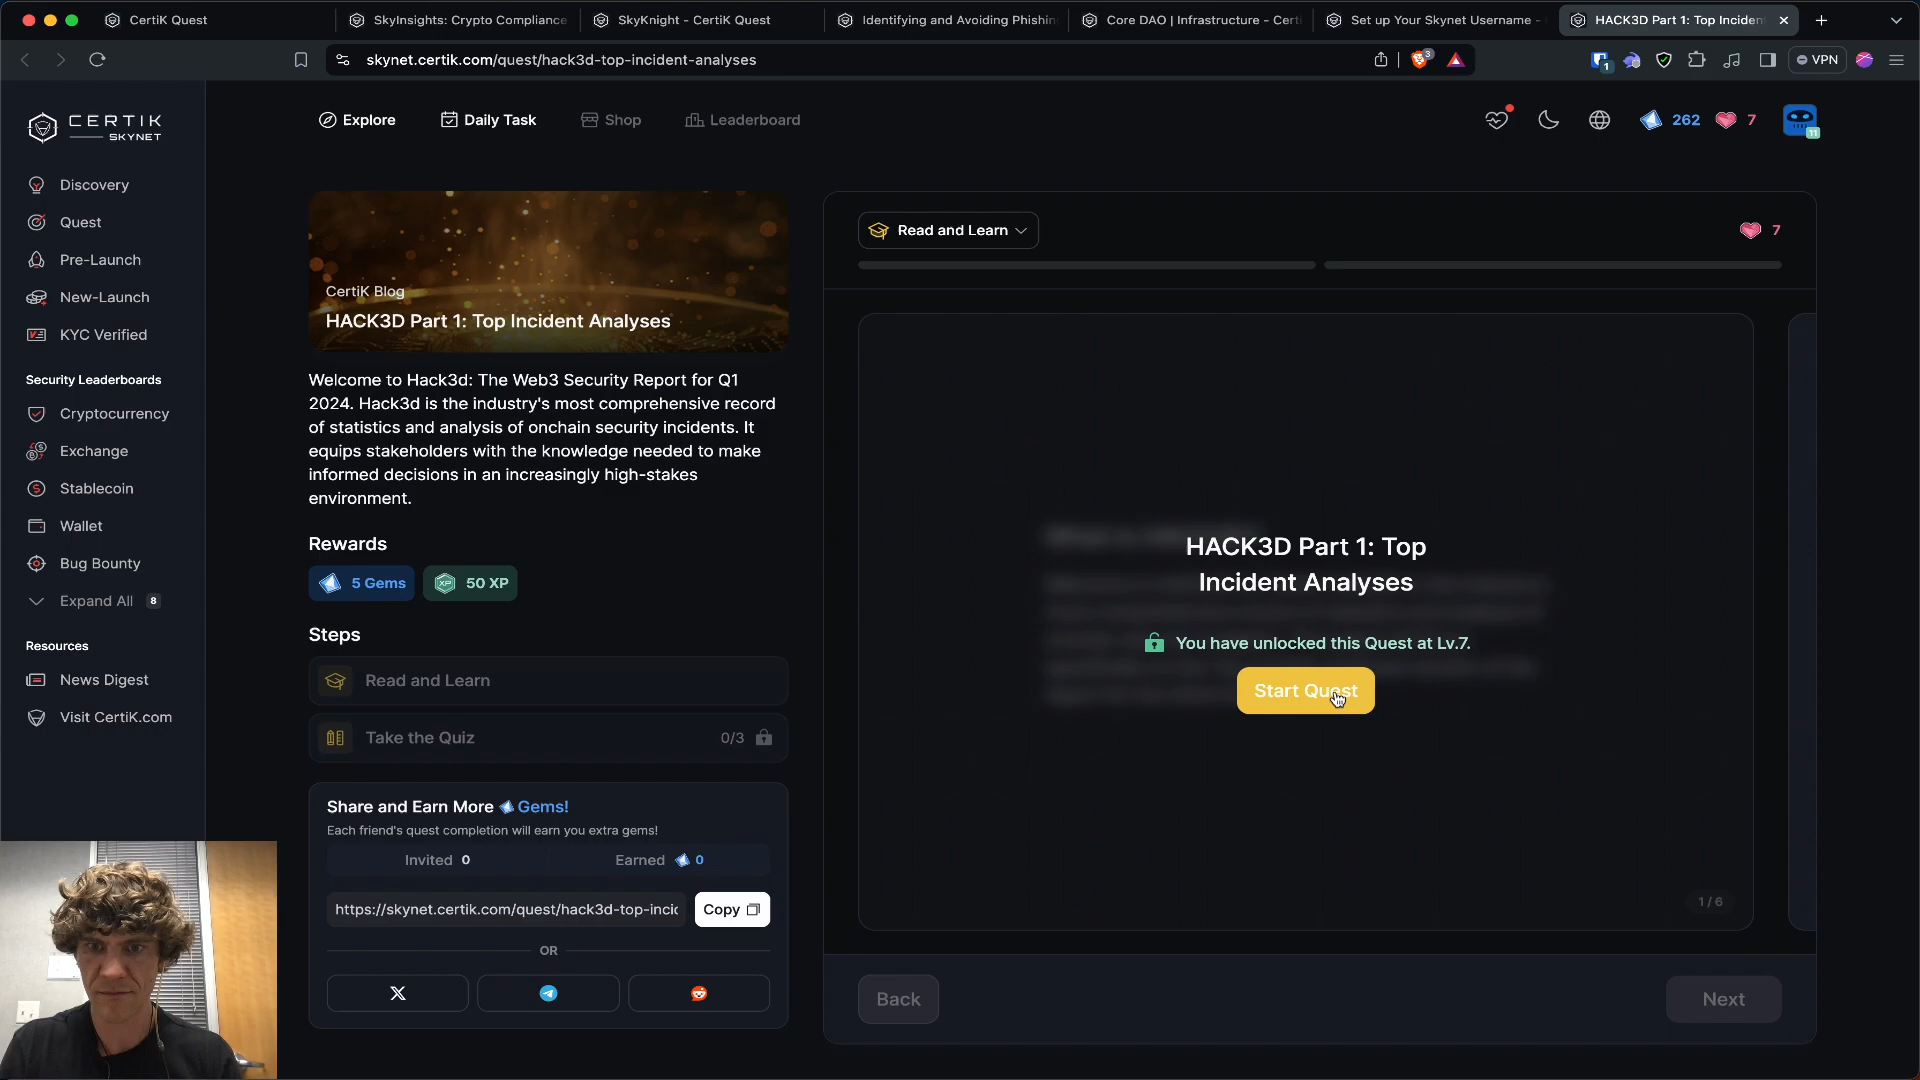 CertiK Quest
SkyInsights: Crypto Compliance
SkyKnight - CertiK Quest
Identifying and Avoiding Phishin
Core DAO | Infrastructure - Certi
Set up Your Skynet Username -
HACK3D Part 1: Top Inciden
skynet.certik.com/quest/hack3d-top-incident-analyses
3
1
VPN
CERTIK
SKYNET
Explore
Daily Task
Shop
Leaderboard
262
7
11
Discovery
Quest
Pre-Launch
New-Launch
KYC Verified
Security Leaderboards
Cryptocurrency
Exchange
Stablecoin
Wallet
Bug Bounty
Expand All 8
Resources
News Digest
Visit CertiK.com
CertiK Blog
HACK3D Part 1: Top Incident Analyses
Welcome to Hack3d: The Web3 Security Report for Q1
2024. Hack3d is the industry's most comprehensive record
of statistics and analysis of onchain security incidents. It
equips stakeholders with the knowledge needed to make
informed decisions in an increasingly high-stakes
environment.
Rewards
5 Gems
XP 50 XP
Steps
Read and Learn
Take the Quiz 0/3
Share and Earn More Gems!
Each friend's quest completion will earn you extra gems!
Invited 0
Earned 0
https://skynet.certik.com/quest/hack3d-top-incic
Copy
OR
Read and Learn
7
HACK3D Part 1: Top
Incident Analyses
You have unlocked this Quest at Lv.7.
Start Quest
1 / 6
Back
Next